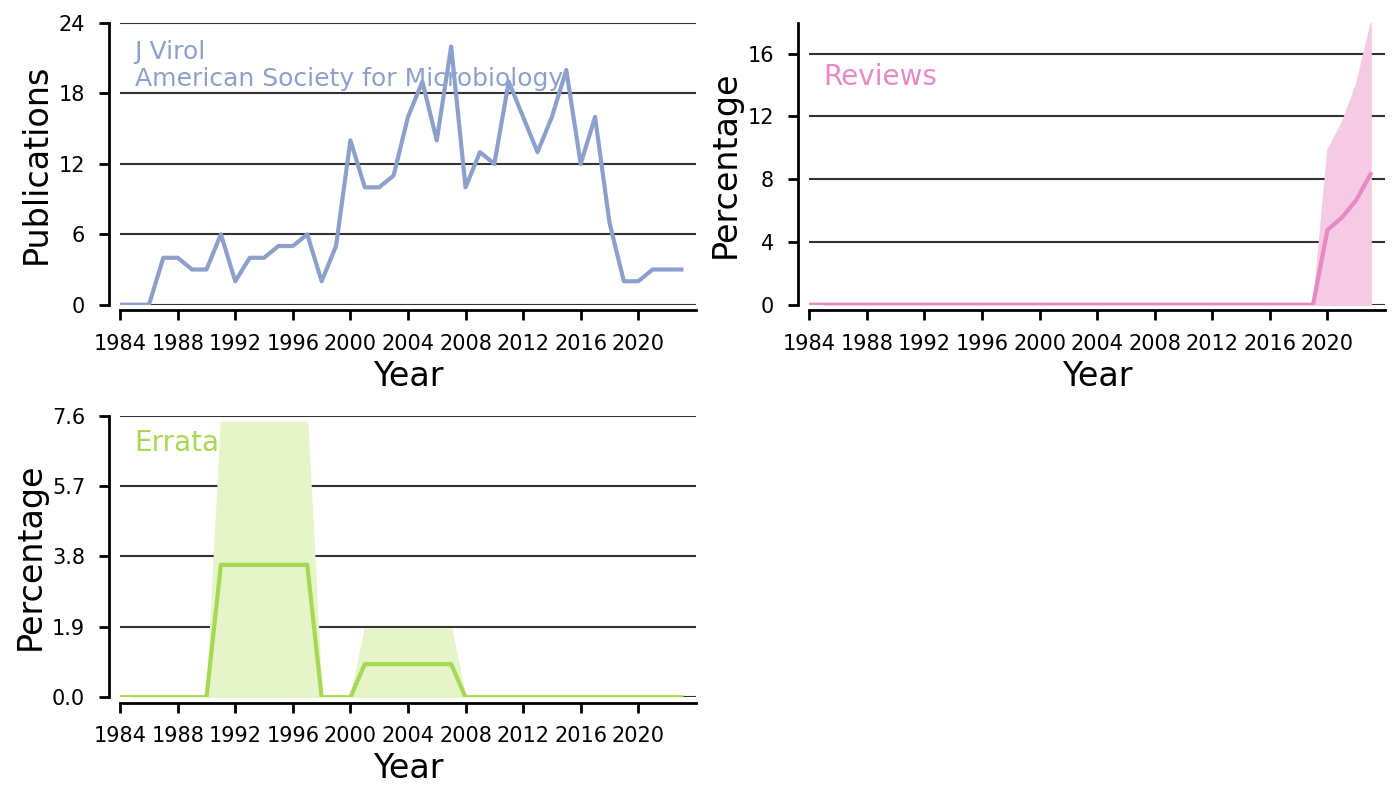 24
18
12
6
0
Publications
J Virol
American Society for Microbiology
1984 1988 1992 1996 2000 2004 2008 2012 2016 2020
Year
16
12
8
4
0
Percentage
Reviews
1984 1988 1992 1996 2000 2004 2008 2012 2016 2020
Year
7.6
5.7
3.8
1.9
0.0
Percentage
Errata
1984 1988 1992 1996 2000 2004 2008 2012 2016 2020
Year